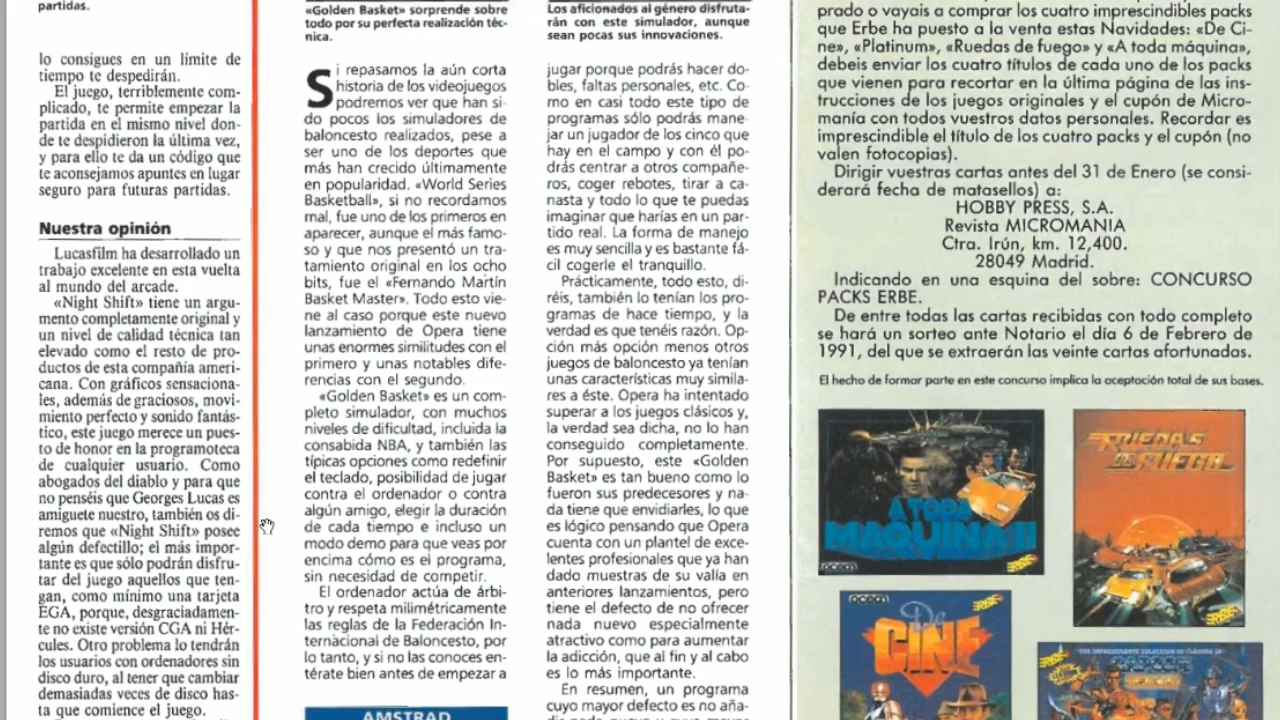 partidas.
lo consigues en un límite de
tiempo te despedirán.
El juego, terriblemente com-
plicado, te permite empezar la
partida en el mismo nivel don-
de te despidieron la última vez,
y para ello te da un código que
te aconsejamos apuntes en lugar
seguro para futuras partidas.
Nuestra opinión
Lucasfilm ha desarrollado un
trabajo excelente en esta vuelta
al mundo del arcade.
«Night Shift» tiene un argu-
mento completamente original y
un nivel de calidad técnica tan
elevado como el resto de pro-
ductos de esta compañía ameri-
cana. Con gráficos sensaciona-
les, además de graciosos, movi-
miento perfecto y sonido fantás-
tico, este juego merece un pues-
to de honor en la programoteca
de cualquier usuario. Como
abogados del diablo y para que
no penséis que Georges Lucas es
amiguete nuestro, también os di-
remos que «Night Shift» posee
algún defectillo; el más impor-
tante es que sólo podrán disfru-
tar del juego aquellos que ten-
gan, como mínimo una tarjeta
EGA, porque, desgraciadamen-
te no existe versión CGA ni Hér-
cules. Otro problema lo tendrán
los usuarios con ordenadores sin
disco duro, al tener que cambiar
demasiadas veces de disco has-
ta que comience el juego.
«Golden Basket» sorprende sobre
todo por su perfecta realización téc-
nica.
Si repasamos la aún corta
historia de los videojuegos
podremos ver que han si-
do pocos los simuladores de
baloncesto realizados, pese a
ser uno de los deportes que
más han crecido últimamente
en popularidad. «World Series
Basketball», si no recordamos
mal, fue uno de los primeros en
aparecer, aunque el más famo-
so y que nos presentó un tra-
tamiento original en los ocho
bits, fue el «Fernando Martín
Basket Master». Todo esto vie-
ne al caso porque este nuevo
lanzamiento de Opera tiene
unas enormes similitudes con el
primero y unas notables dife-
rencias con el segundo.
«Golden Basket» es un com-
pleto simulador, con muchos
niveles de dificultad, incluida la
consabida NBA, y también las
típicas opciones como redefinir
el teclado, posibilidad de jugar
contra el ordenador o contra
algún amigo, elegir la duración
de cada tiempo e incluso un
modo demo para que veas por
encima cómo es el programa,
sin necesidad de competir.
El ordenador actúa de árbi-
tro y respeta milimétricamente
las reglas de la Federación In-
ternacional de Baloncesto, por
lo tanto, y si no las conoces en-
térate bien antes de empezar a
AMSTRAD
Los aficionados al género disfruta-
rán con este simulador, aunque
sean pocas sus innovaciones.
jugar porque podrás hacer do-
bles, faltas personales, etc. Co-
mo en casi todo este tipo de
programas sólo podrás mane-
jar un jugador de los cinco que
hay en el campo y con él po-
drás centrar a otros compañe-
ros, coger rebotes, tirar a ca-
nasta y todo lo que te puedas
imaginar que harías en un par-
tido real. La forma de manejo
es muy sencilla y es bastante fá-
cil cogerle el tranquillo.
Prácticamente, todo esto, di-
réis, también lo tenían los pro-
gramas de hace tiempo, y la
verdad es que tenéis razón. Op-
ción más opción menos otros
juegos de baloncesto ya tenían
unas características muy simila-
res a éste. Opera ha intentado
superar a los juegos clásicos y,
la verdad sea dicha, no lo han
conseguido completamente.
Por supuesto, este «Golden
Basket» es tan bueno como lo
fueron sus predecesores y na-
da tiene que envidiarles, lo que
es lógico pensando que Opera
cuenta con un plantel de exce-
lentes profesionales que ya han
dado muestras de su valía en
anteriores lanzamientos, pero
tiene el defecto de no ofrecer
nada nuevo especialmente
atractivo como para aumentar
la adicción, que al fin y al cabo
es lo más importante.
En resumen, un programa
cuyo mayor defecto es no aña-
prado o vayais a comprar los cuatro imprescindibles packs
que Erbe ha puesto a la venta estas Navidades: «De Ci-
ne», «Platinum», «Ruedas de fuego» y «A toda máquina»,
debeis enviar los cuatro títulos de cada uno de los packs
que vienen para recortar en la última página de las ins-
trucciones de los juegos originales y el cupón de Micro-
manía con todos vuestros datos personales. Recordar es
imprescindible el título de los cuatro packs y el cupón (no
valen fotocopias).
Dirigir vuestras cartas antes del 31 de Enero (se consi-
derará fecha de matasellos) a:
HOBBY PRESS, S.A.
Revista MICROMANIA
Ctra. Irún, km. 12,400.
28049 Madrid.
Indicando en una esquina del sobre: CONCURSO
PACKS ERBE.
De entre todas las cartas recibidas con todo completo
se hará un sorteo ante Notario el día 6 de Febrero de
1991, del que se extraerán las veinte cartas afortunadas.
El hecho de formar parte en este concurso implica la aceptación total de sus bases.
A TODA
MAQUINA II
ocean
ERBE
RUEDAS
DE FUEGO
ERBE
ocean
ERBE
De
CINE
ERBE
CAPCOM